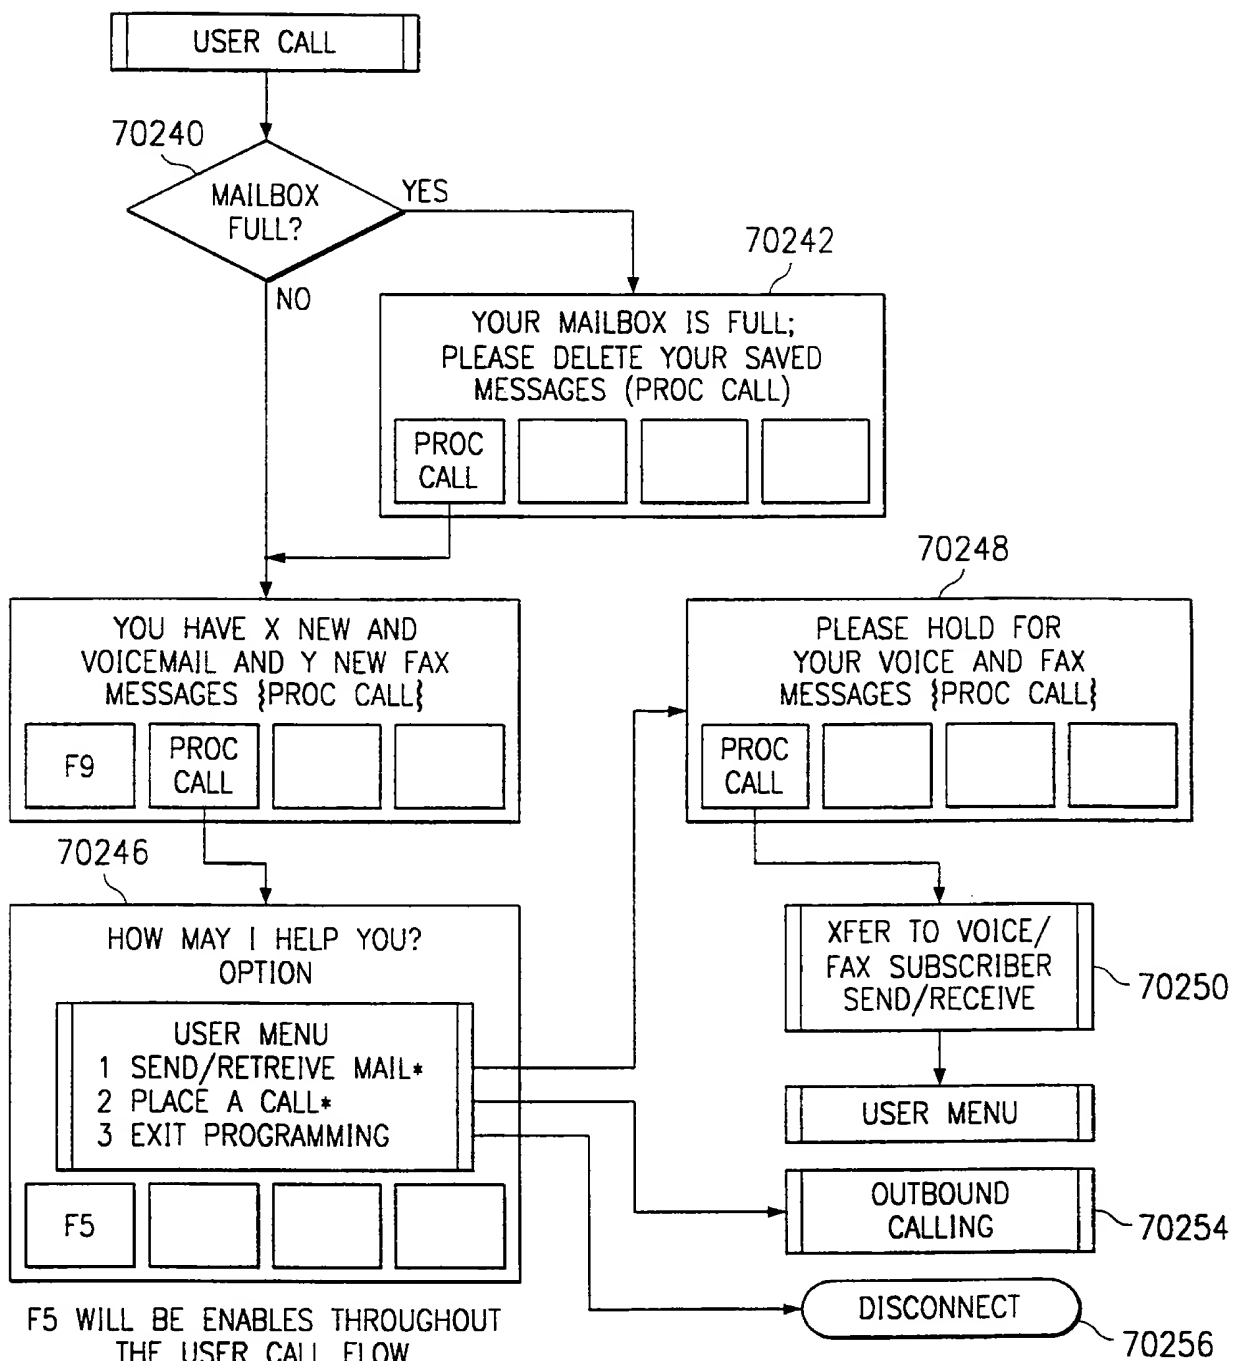 USER CALL
70240
MAILBOX
FULL?
YES
NO
70242
YOUR MAILBOX IS FULL;
PLEASE DELETE YOUR SAVED
MESSAGES (PROC CALL)
PROC
CALL
YOU HAVE X NEW AND
VOICEMAIL AND Y NEW FAX
MESSAGES {PROC CALL}
F9
PROC
CALL
70248
PLEASE HOLD FOR
YOUR VOICE AND FAX
MESSAGES {PROC CALL}
PROC
CALL
70246
HOW MAY I HELP YOU?
OPTION
USER MENU
1 SEND/RETREIVE MAIL*
2 PLACE A CALL*
3 EXIT PROGRAMMING
F5
XFER TO VOICE/
FAX SUBSCRIBER
SEND/RECEIVE
70250
USER MENU
OUTBOUND
CALLING
70254
DISCONNECT
70256
F5 WILL BE ENABLES THROUGHOUT
THE USER CALL FLOW